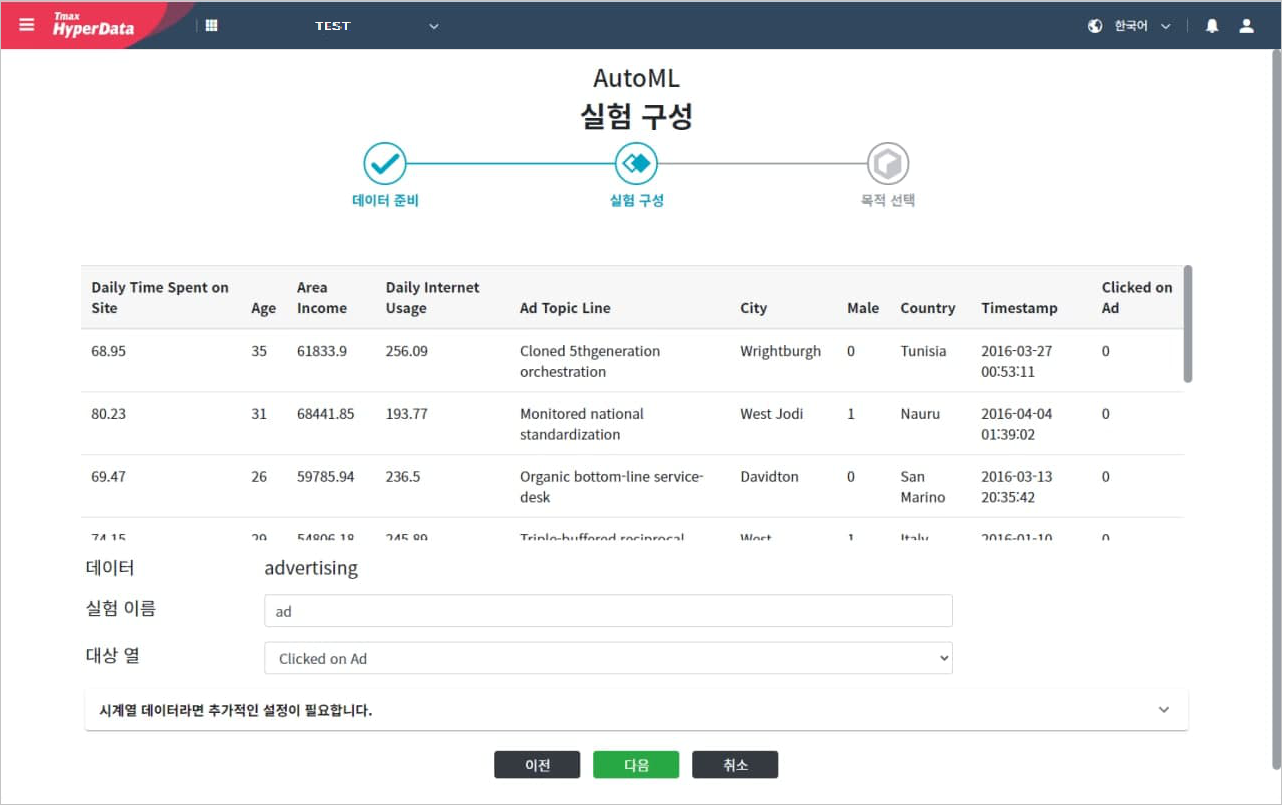 Tmax
HyperData
TEST
한국어
AutoML
실험 구성
데이터 준비
실험 구성
목적 선택
Daily Time Spent on Site Age Area Income Daily Internet Usage Ad Topic Line City Male Country Timestamp Clicked on Ad
68.95 35 61833.9 256.09 Cloned 5thgeneration orchestration Wrightburgh 0 Tunisia 2016-03-27 00:53:11 0
80.23 31 68441.85 193.77 Monitored national standardization West Jodi 1 Nauru 2016-04-04 01:39:02 0
69.47 26 59785.94 236.5 Organic bottom-line service-desk Davidton 0 San Marino 2016-03-13 20:35:42 0
74.15 29 54806.18 245.89 Triple-buffered reciprocal West 1 Italy 2016-01-10 0
데이터 advertising
실험 이름 ad
대상 열 Clicked on Ad
시계열 데이터라면 추가적인 설정이 필요합니다.
이전 다음 취소